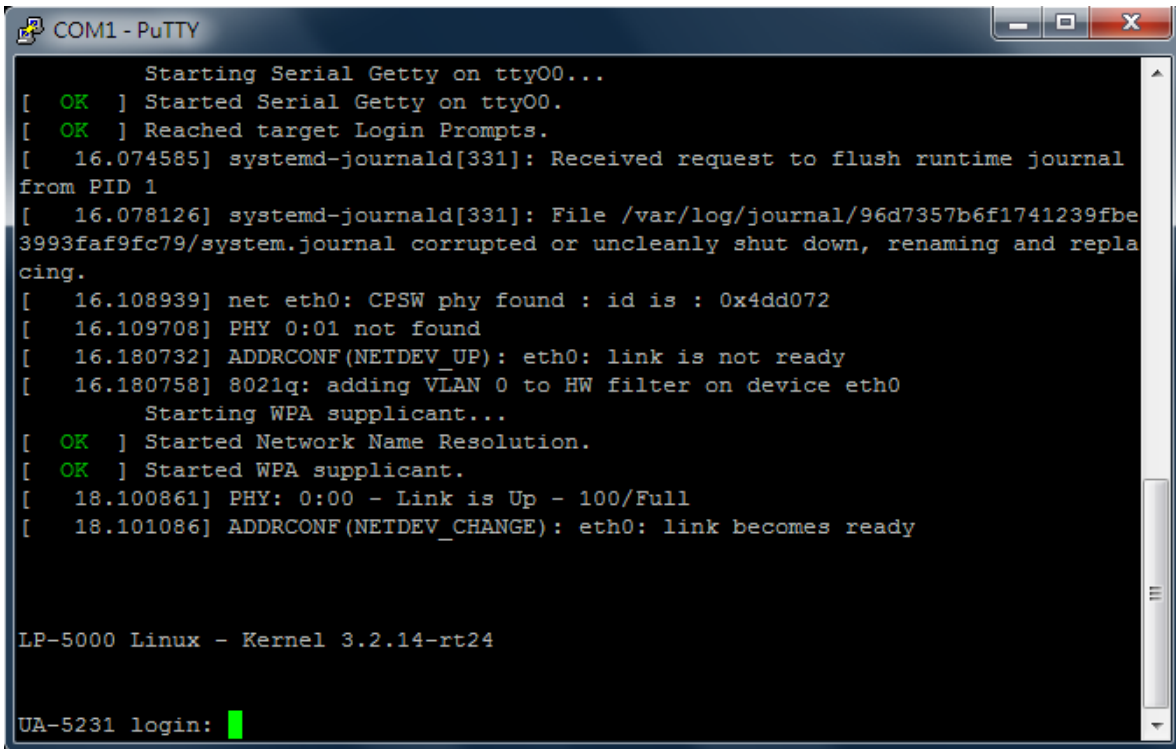 COM1 - PuTTY
Starting Serial Getty on ttyO0...
[  OK  ] Started Serial Getty on ttyO0.
[  OK  ] Reached target Login Prompts.
[   16.074585] systemd-journald[331]: Received request to flush runtime journal
from PID 1
[   16.078126] systemd-journald[331]: File /var/log/journal/96d7357b6f1741239fbe
3993faf9fc79/system.journal corrupted or uncleanly shut down, renaming and repla
cing.
[   16.108939] net eth0: CPSW phy found : id is : 0x4dd072
[   16.109708] PHY 0:01 not found
[   16.180732] ADDRCONF(NETDEV_UP): eth0: link is not ready
[   16.180758] 8021q: adding VLAN 0 to HW filter on device eth0
Starting WPA supplicant...
[  OK  ] Started Network Name Resolution.
[  OK  ] Started WPA supplicant.
[   18.100861] PHY: 0:00 - Link is Up - 100/Full
[   18.101086] ADDRCONF(NETDEV_CHANGE): eth0: link becomes ready
LP-5000 Linux - Kernel 3.2.14-rt24
UA-5231 login: